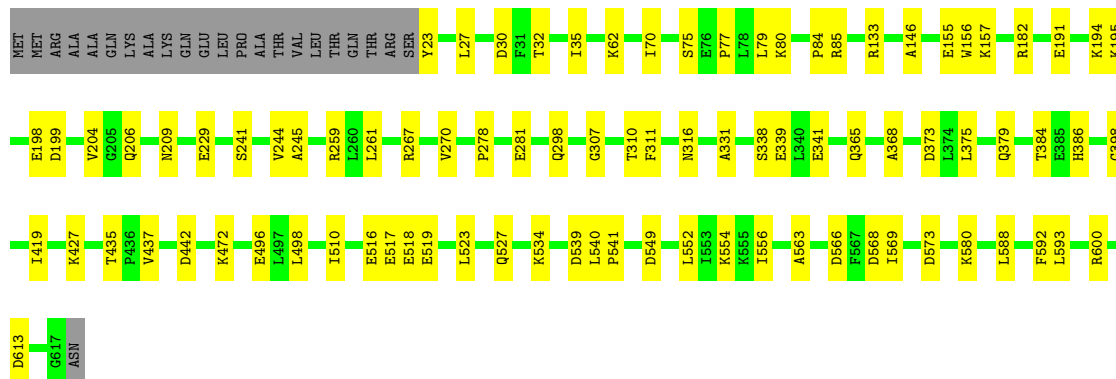 MET MET ARG ALA ALA GLN LYS ALA LYS GLN GLU LEU PRO ALA THR VAL LEU THR GLN THR ARG SER Y23 L27 D30 F31 T32 I35 K62 I70 S75 E76 P77 L78 L79 K80 P84 R85 R133 A146 E155 W156 K157 R182 E191 K194
E198 D199 V204 G205 Q206 N209 E229 S241 V244 A245 R259 L260 L261 R267 V270 P278 E281 Q298 G307 T310 F311 N316 A331 S338 E339 L340 E341 Q365 A368 D373 L374 L375 Q379 T384 E385 H386
I419 K427 T435 P436 V437 D442 K472 E496 L497 L498 I510 E516 E517 E518 E519 L523 Q527 K534 D539 L540 P541 D549 L552 I553 K554 K555 I556 A563 D566 F567 D568 I569 D573 K580 L588 F592 L593 R600
D613 G617 ASN